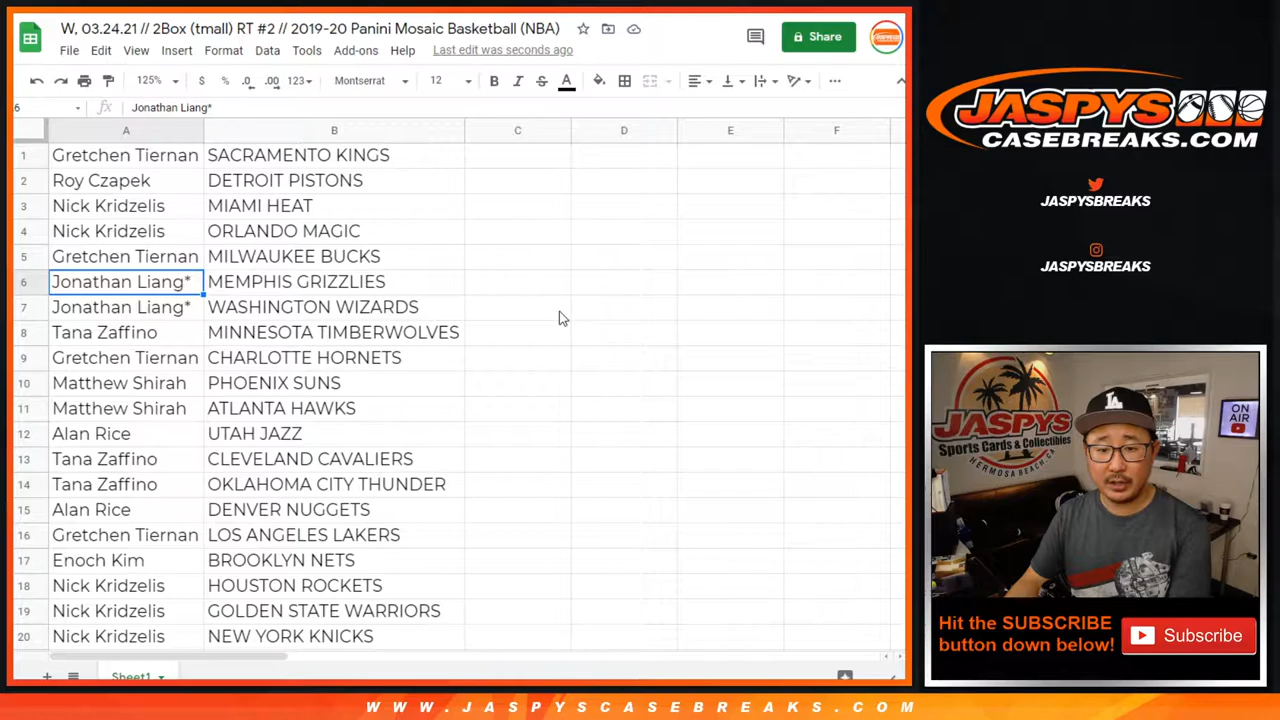 W, 03.24.21 // 2Box (tmall) RT #2 // 2019-20 Panini Mosaic Basketball (NBA)
File Edit View Insert Format Data Tools Add-ons Help Last edit was seconds ago
Share
125% $ % .0 .00 123 Montserrat 12 B I S A
6 fx Jonathan Liang*
A B C D E F
1 Gretchen Tiernan SACRAMENTO KINGS
2 Roy Czapek DETROIT PISTONS
3 Nick Kridzelis MIAMI HEAT
4 Nick Kridzelis ORLANDO MAGIC
5 Gretchen Tiernan MILWAUKEE BUCKS
6 Jonathan Liang* MEMPHIS GRIZZLIES
7 Jonathan Liang* WASHINGTON WIZARDS
8 Tana Zaffino MINNESOTA TIMBERWOLVES
9 Gretchen Tiernan CHARLOTTE HORNETS
10 Matthew Shirah PHOENIX SUNS
11 Matthew Shirah ATLANTA HAWKS
12 Alan Rice UTAH JAZZ
13 Tana Zaffino CLEVELAND CAVALIERS
14 Tana Zaffino OKLAHOMA CITY THUNDER
15 Alan Rice DENVER NUGGETS
16 Gretchen Tiernan LOS ANGELES LAKERS
17 Enoch Kim BROOKLYN NETS
18 Nick Kridzelis HOUSTON ROCKETS
19 Nick Kridzelis GOLDEN STATE WARRIORS
20 Nick Kridzelis NEW YORK KNICKS
Sheet1
JASPYS
CASEBREAKS.COM
JASPYSBREAKS
JASPYSBREAKS
JASPYS
Sports Cards & Collectibles
HERMOSA BEACH, CA
ON
AIR
LA
Hit the SUBSCRIBE
button down below!
Subscribe
WWW.JASPYSCASEBREAKS.COM